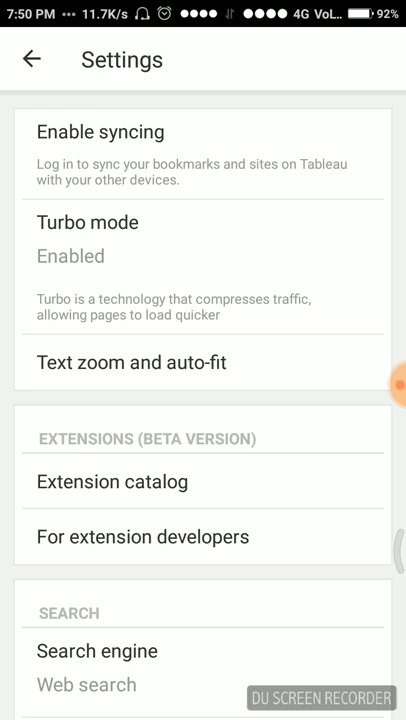 7:50 PM ••• 11.7K/s 4G VoL.. 92%
Settings
Enable syncing
Log in to sync your bookmarks and sites on Tableau
with your other devices.
Turbo mode
Enabled
Turbo is a technology that compresses traffic,
allowing pages to load quicker
Text zoom and auto-fit
EXTENSIONS (BETA VERSION)
Extension catalog
For extension developers
SEARCH
Search engine
Web search
DU SCREEN RECORDER